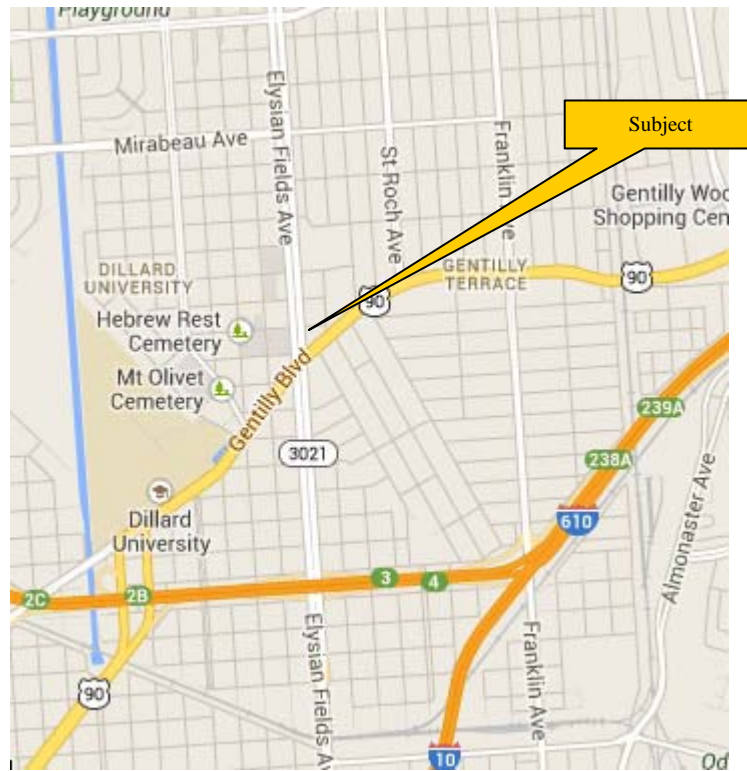 Playground
Elysian Fields Ave
Mirabeau Ave
St Roch Ave
Franklin Ave
Subject
Gentilly
Shopping
DILLARD
UNIVERSITY
GENTILLY
TERRACE
90
90
Hebrew Rest
Cemetery
Mt Olivet
Cemetery
Gentilly Blvd
3021
239A
238A
Dillard
University
610
Almonaster Ave
3
4
2C
2B
Elysian Fields Av
Franklin Ave
90
10
Od